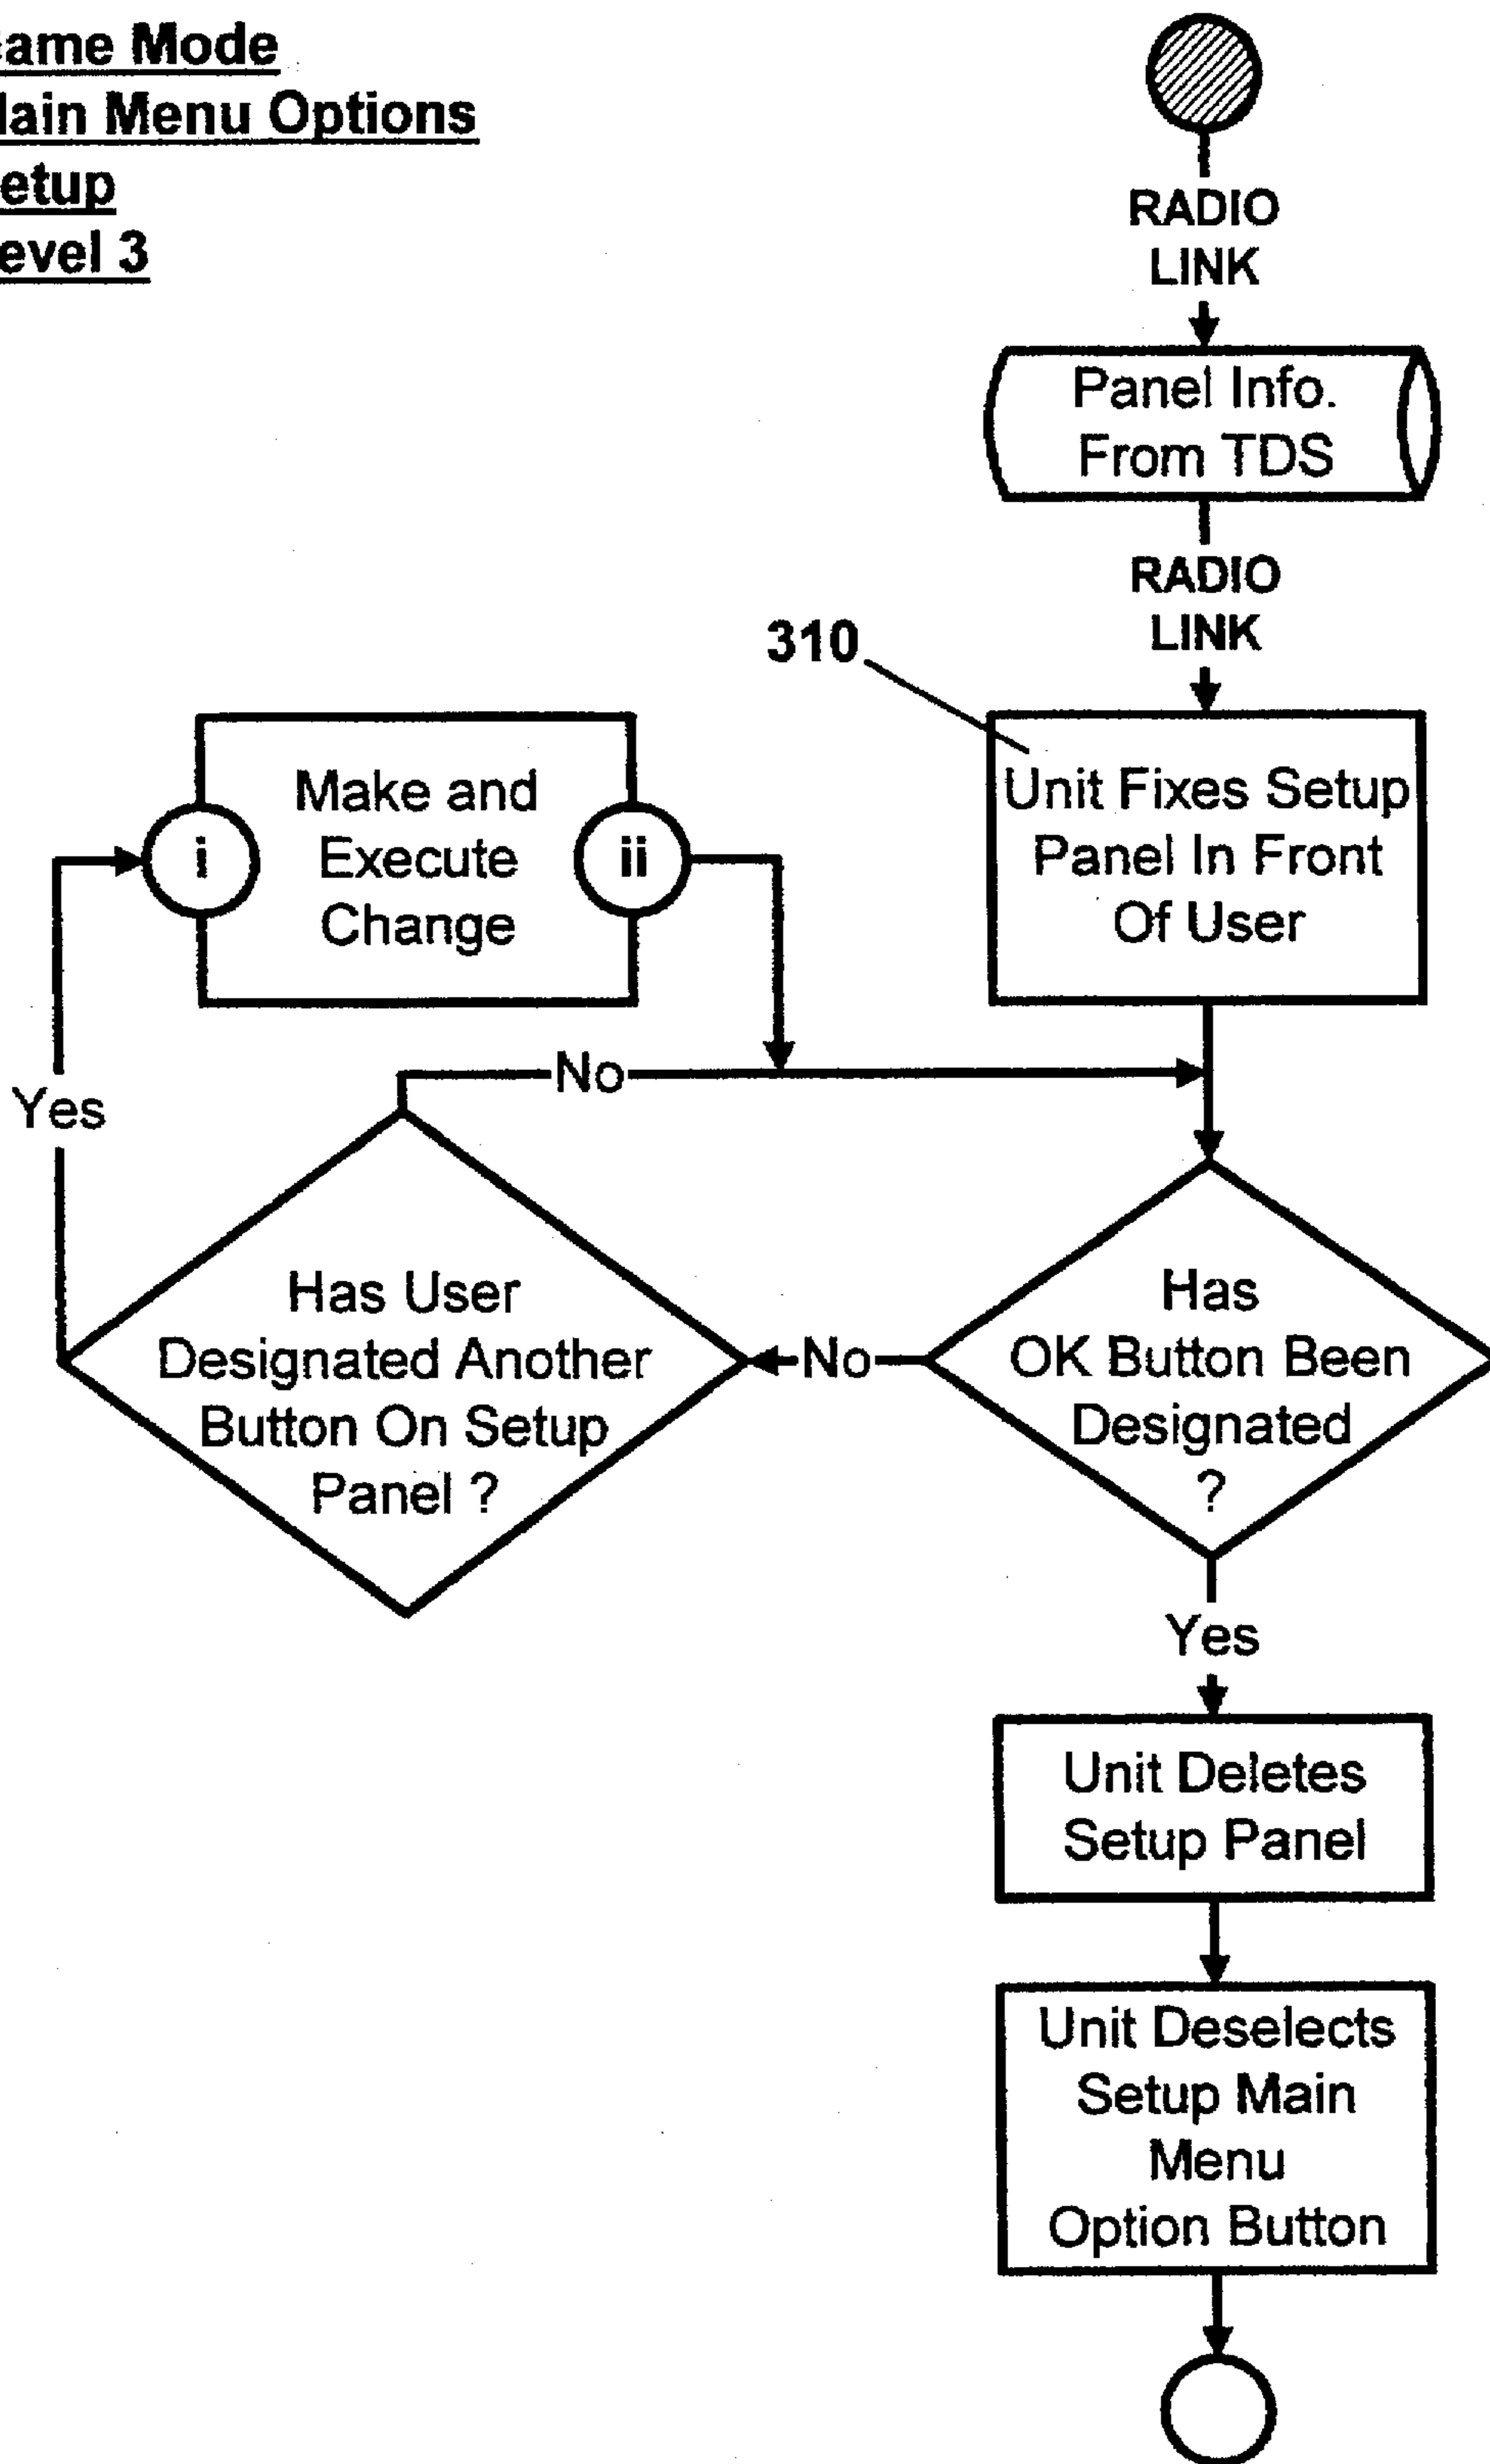 ame Mode
ain Menu Options
etup
evel 3
RADIO
LINK
Panel Info.
From TDS
RADIO
LINK
310
Unit Fixes Setup
Panel In Front
Of User
Make and
Execute
Change
i
ii
No
Yes
Has User
Designated Another
Button On Setup
Panel ?
No
Has
OK Button Been
Designated
?
Yes
Unit Deletes
Setup Panel
Unit Deselects
Setup Main
Menu
Option Button